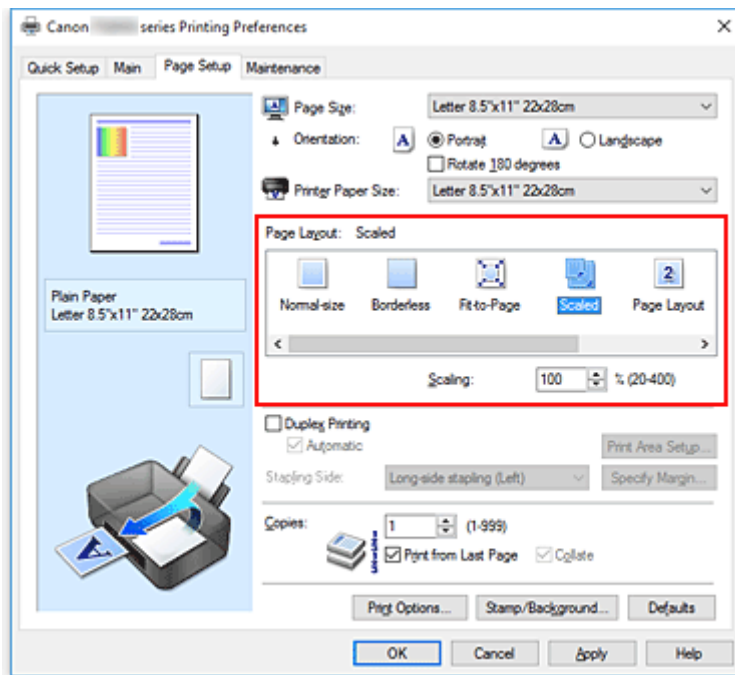 Canon series Printing Preferences
Quick Setup Main Page Setup Maintenance
Page Size: Letter 8.5"x11" 22x28cm
Orientation: A Portrait A Landscape
Rotate 180 degrees
Printer Paper Size: Letter 8.5"x11" 22x28cm
Page Layout: Scaled
Normal-size Borderless Fit-to-Page Scaled Page Layout
Plain Paper
Letter 8.5"x11" 22x28cm
Scaling: 100 % (20-400)
Duplex Printing
Automatic
Print Area Setup...
Stapling Side: Long-side stapling (Left) Specify Margin...
Copies: 1 (1-999)
Print from Last Page Collate
Print Options... Stamp/Background... Defaults
OK Cancel Apply Help